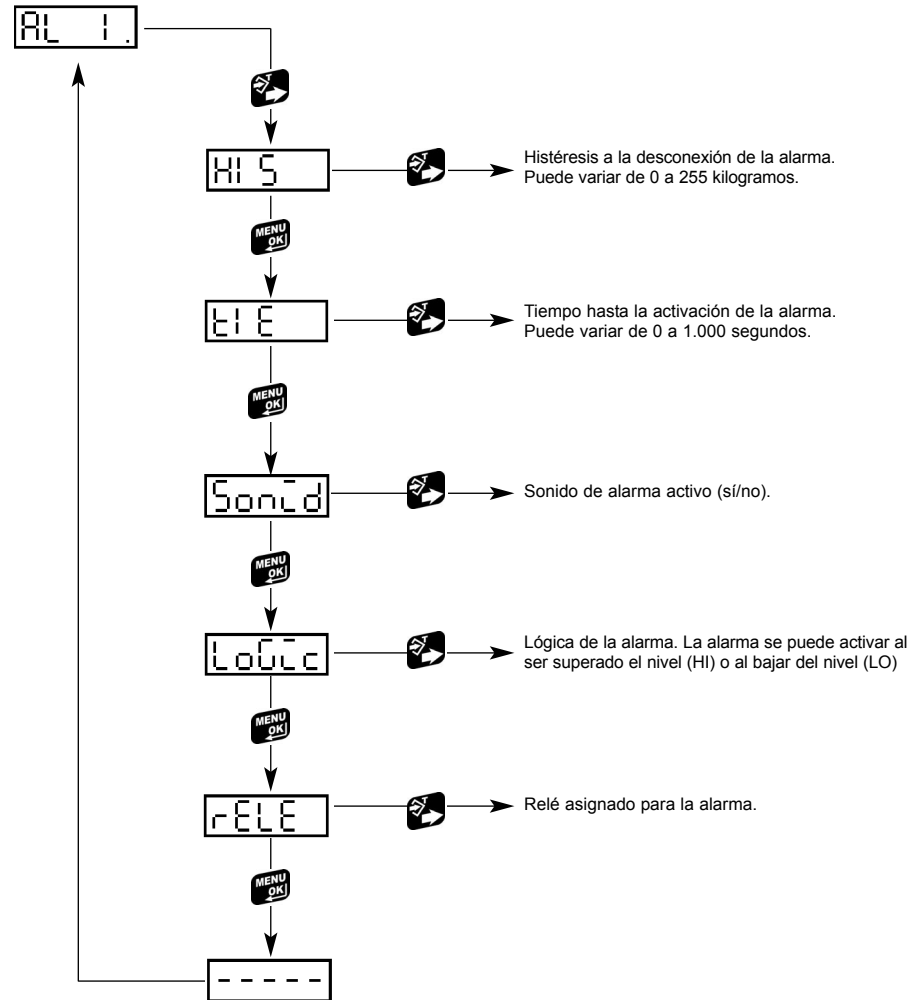 AL 1.
T
HI S
T
Histéresis a la desconexión de la alarma.
Puede variar de 0 a 255 kilogramos.
MENU
OK
tI E
T
Tiempo hasta la activación de la alarma.
Puede variar de 0 a 1.000 segundos.
MENU
OK
Sonid
T
Sonido de alarma activo (sí/no).
MENU
OK
LoGic
T
Lógica de la alarma. La alarma se puede activar al
ser superado el nivel (HI) o al bajar del nivel (LO)
MENU
OK
rELE
T
Relé asignado para la alarma.
MENU
OK
-----